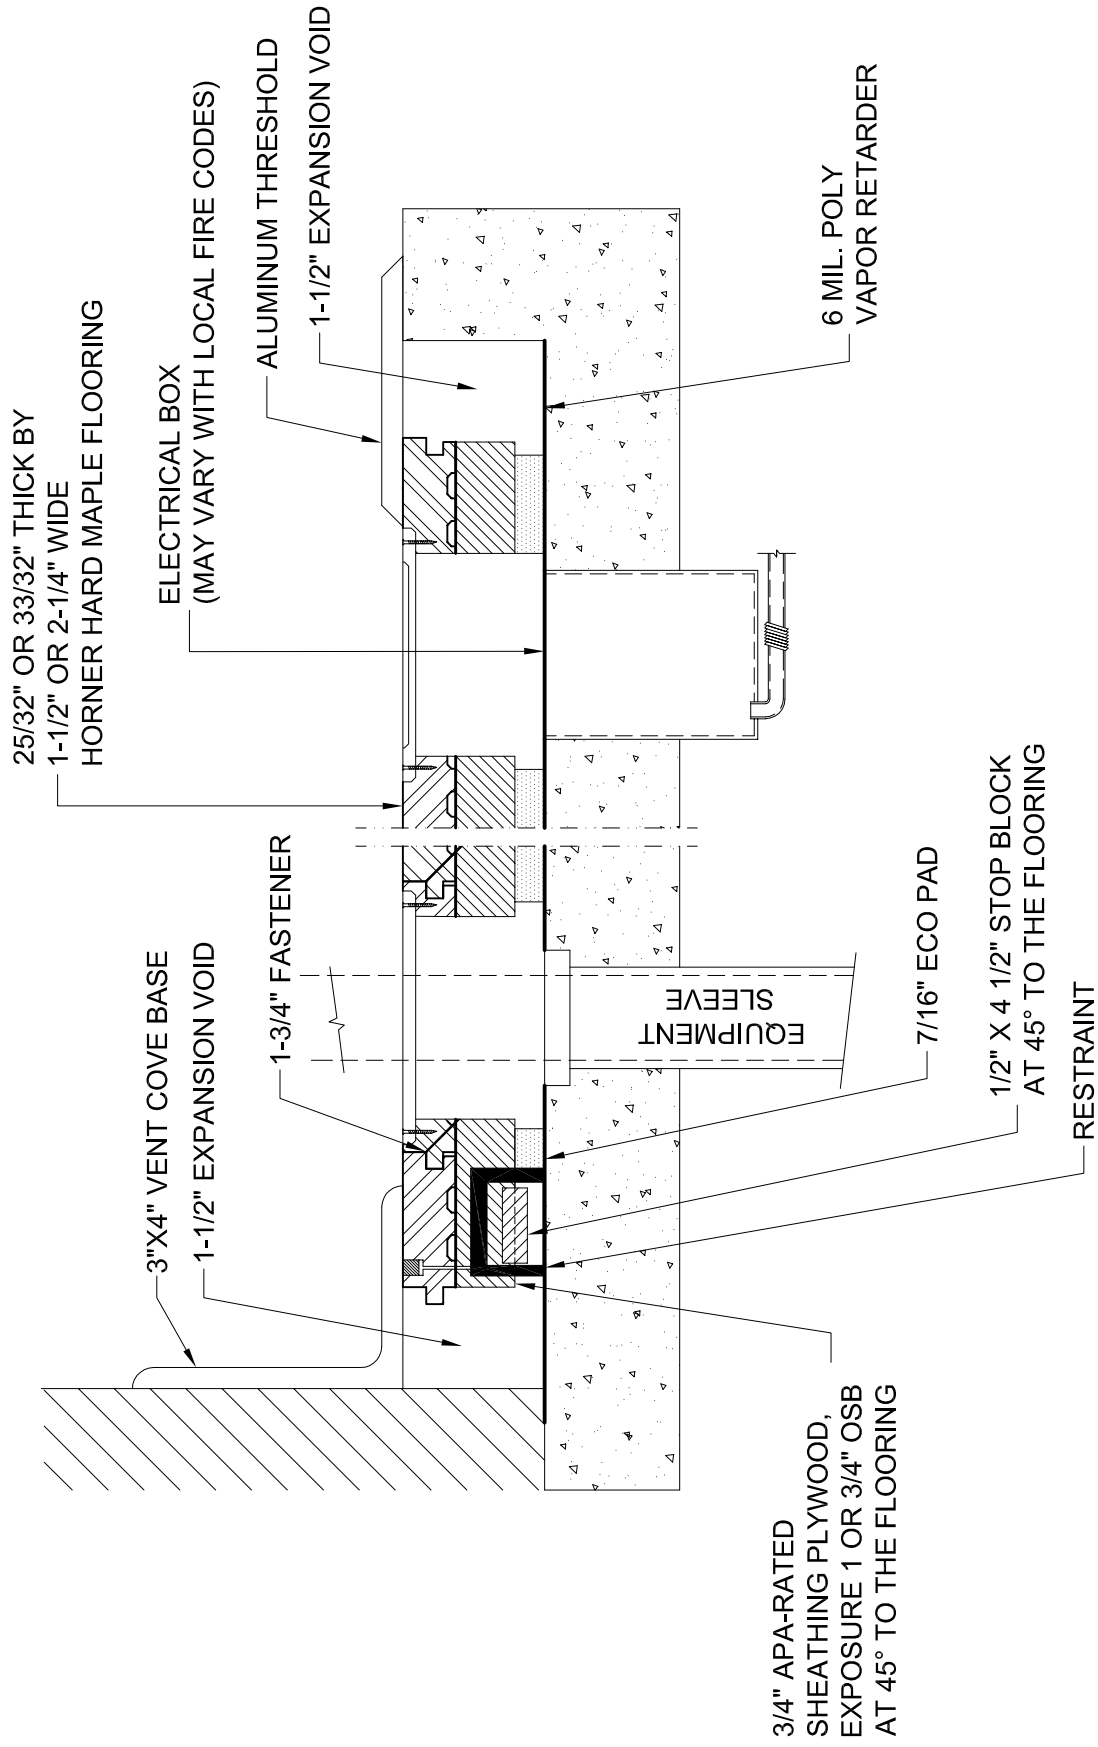 25/32" OR 33/32" THICK BY
1-1/2" OR 2-1/4" WIDE
HORNER HARD MAPLE FLOORING
ELECTRICAL BOX
(MAY VARY WITH LOCAL FIRE CODES)
ALUMINUM THRESHOLD
1-1/2" EXPANSION VOID
3"X4" VENT COVE BASE
1-1/2" EXPANSION VOID
1-3/4" FASTENER
EQUIPMENT
SLEEVE
6 MIL. POLY
VAPOR RETARDER
3/4" APA-RATED
SHEATHING PLYWOOD,
EXPOSURE 1 OR 3/4" OSB
AT 45° TO THE FLOORING
7/16" ECO PAD
1/2" X 4 1/2" STOP BLOCK
AT 45° TO THE FLOORING
RESTRAINT